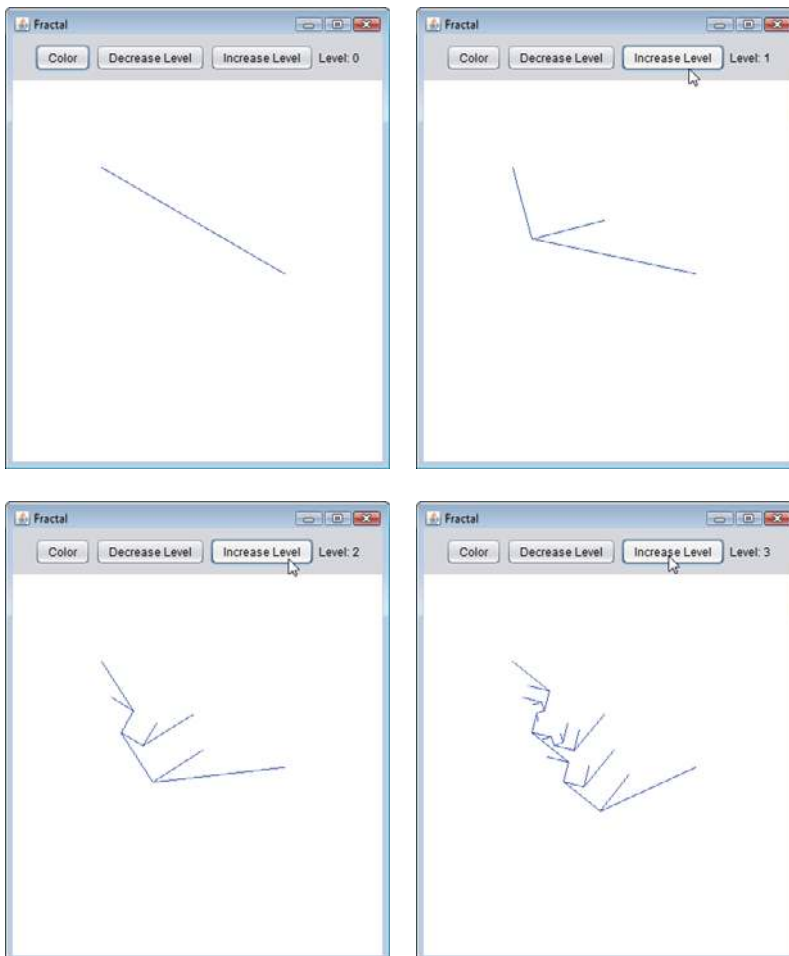 Fractal
Color Decrease Level Increase Level Level: 0
Fractal
Color Decrease Level Increase Level Level: 1
Fractal
Color Decrease Level Increase Level Level: 2
Fractal
Color Decrease Level Increase Level Level: 3